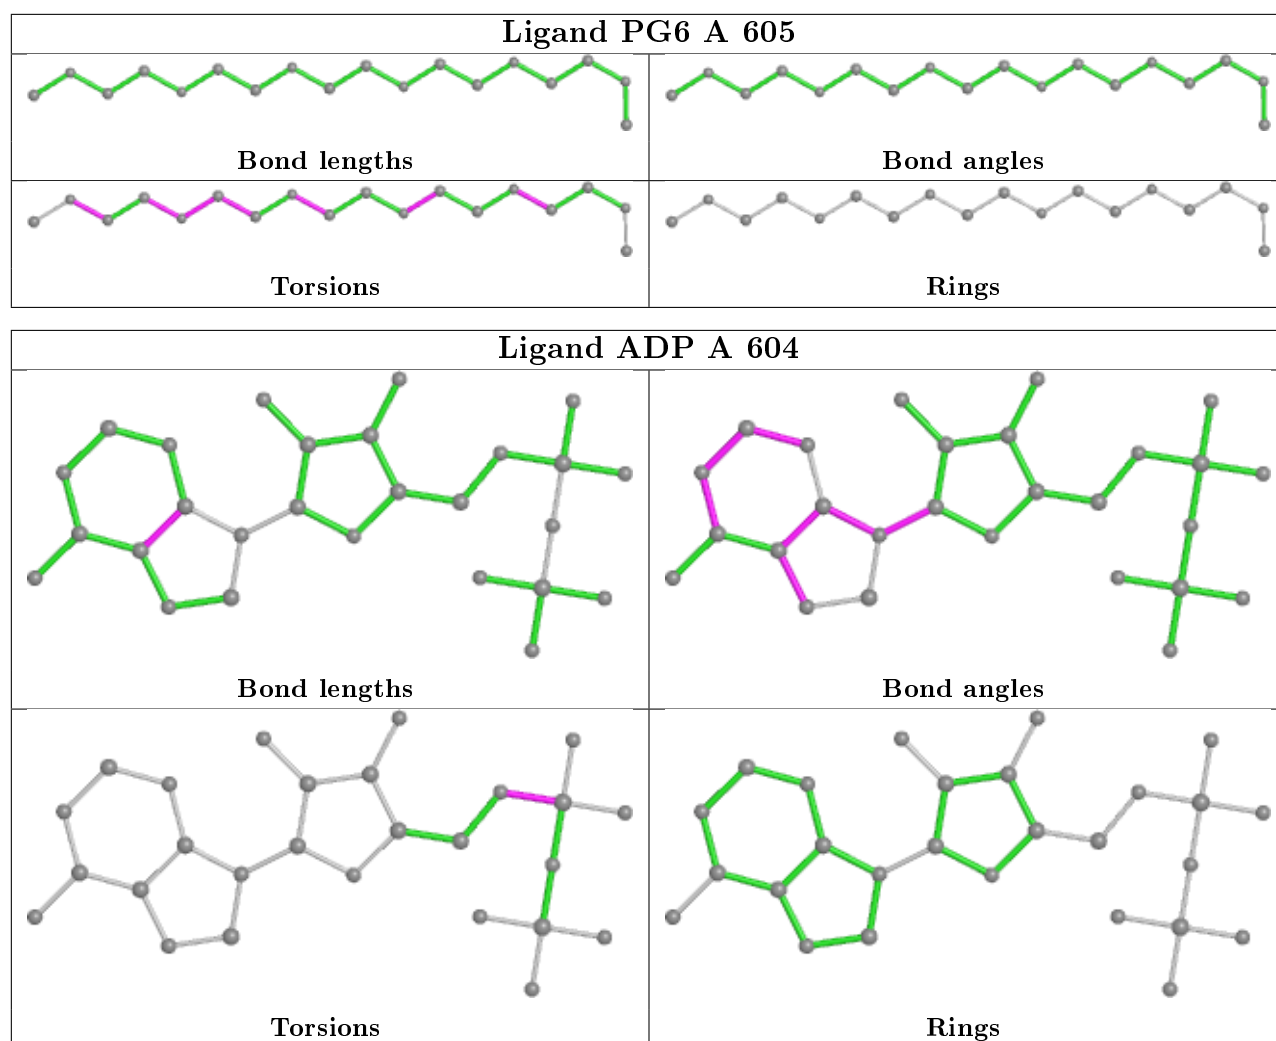 Ligand PG6 A 605
Bond lengths
Bond angles
Torsions
Rings
Ligand ADP A 604
Bond lengths
Bond angles
Torsions
Rings